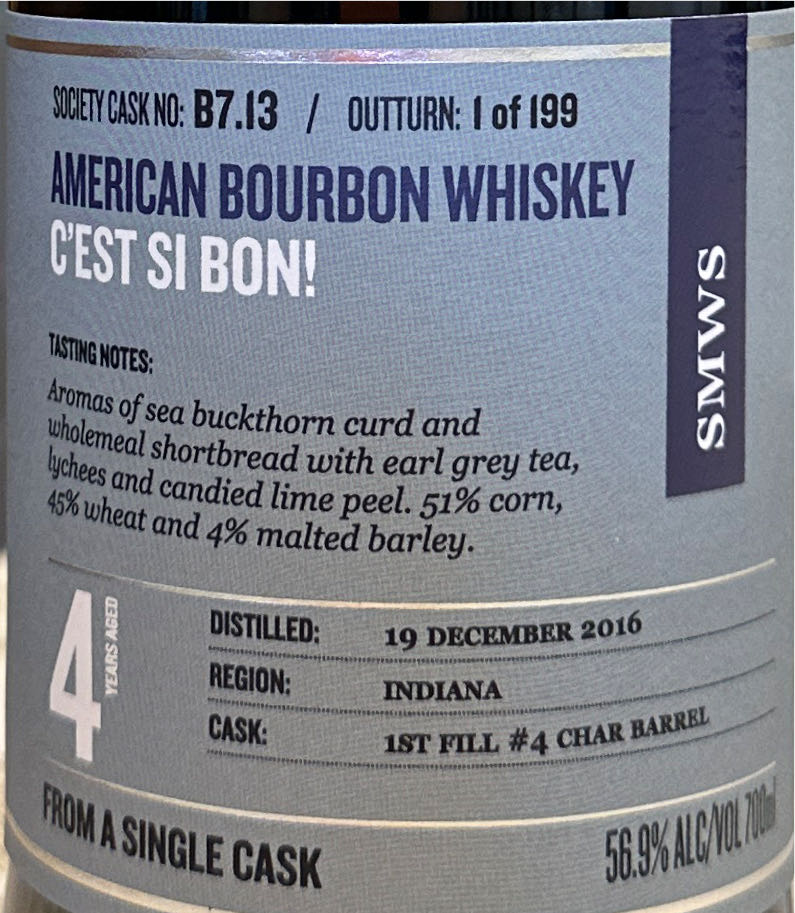 SOCIETY CASK NO: B7.13 / OUTTURN: 1 of 199
AMERICAN BOURBON WHISKEY
C'EST SI BON!
SMWS
TASTING NOTES:
Aromas of sea buckthorn curd and
wholemeal shortbread with earl grey tea,
lychees and candied lime peel. 51% corn,
45% wheat and 4% malted barley.
4 YEARS AGED
DISTILLED: 19 DECEMBER 2016
REGION: INDIANA
CASK: 1ST FILL #4 CHAR BARREL
FROM A SINGLE CASK 56.9% ALC/VOL 700ml